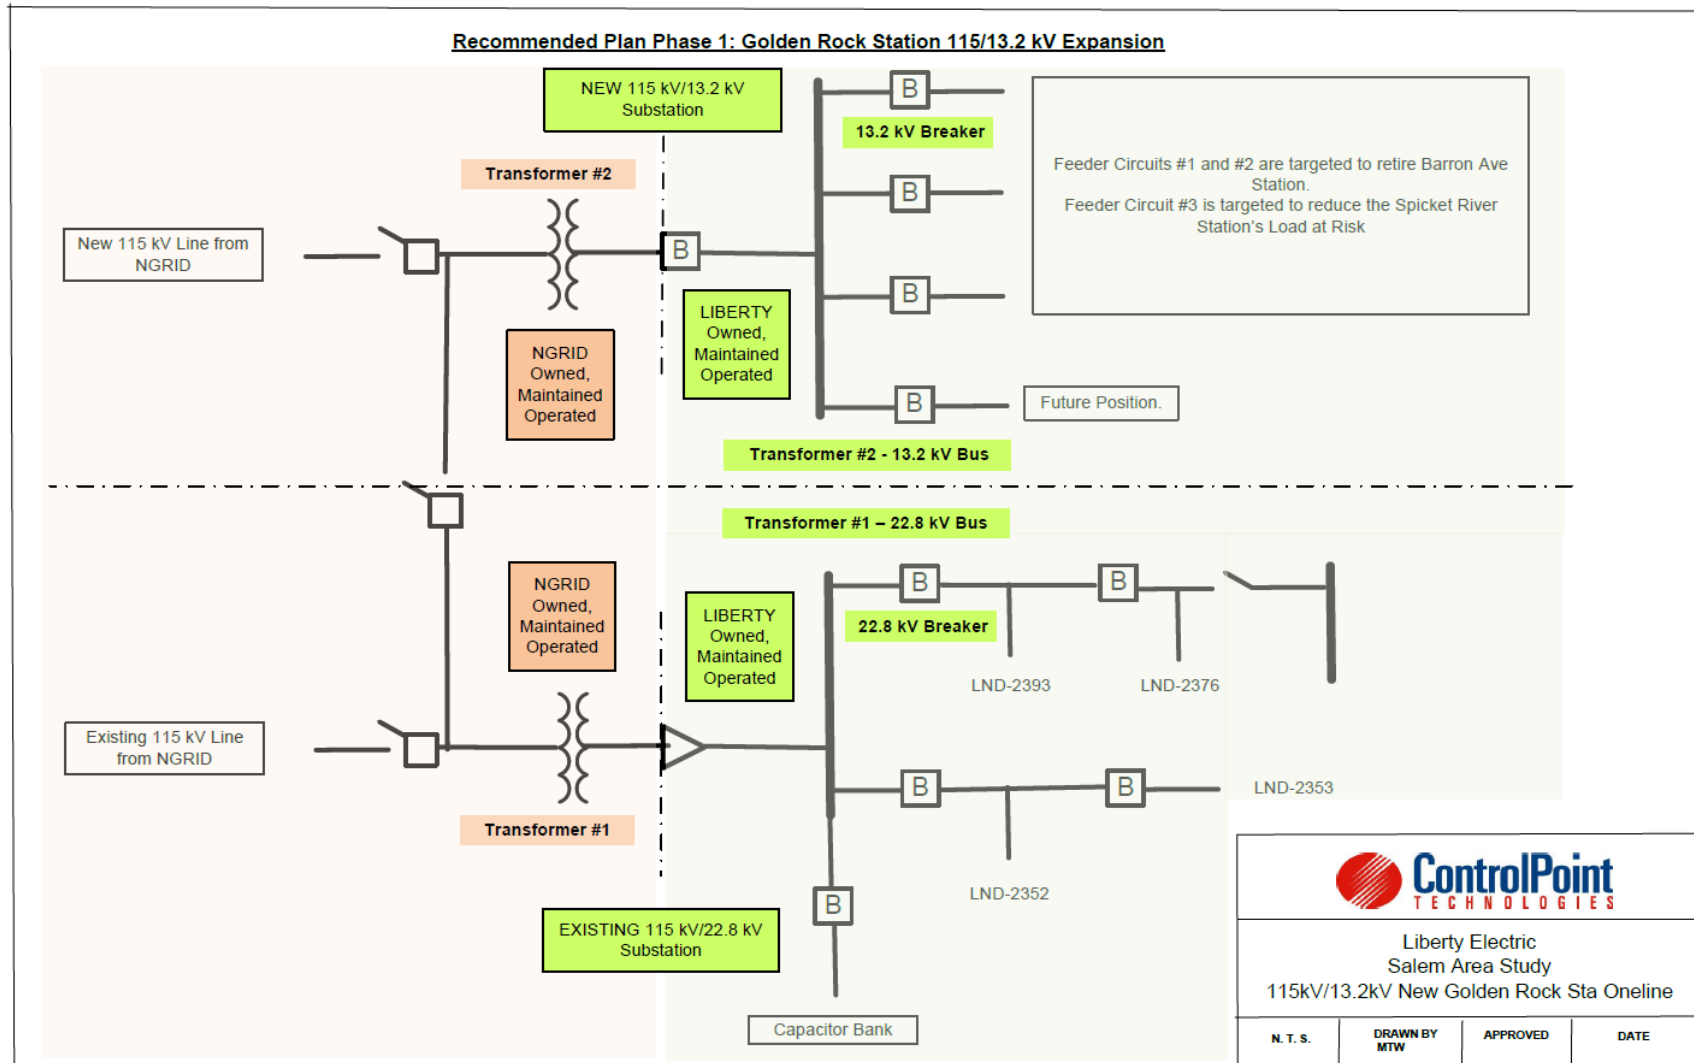 Recommended Plan Phase 1: Golden Rock Station 115/13.2 kV Expansion
NEW 115 kV/13.2 kV
Substation
B
13.2 kV Breaker
Feeder Circuits #1 and #2 are targeted to retire Barron Ave
Station.
Feeder Circuit #3 is targeted to reduce the Spicket River
Station's Load at Risk
Transformer #2
B
New 115 kV Line from
NGRID
B
B
LIBERTY
Owned,
Maintained
Operated
NGRID
Owned,
Maintained
Operated
B
Future Position.
Transformer #2 - 13.2 kV Bus
Transformer #1 – 22.8 kV Bus
NGRID
Owned,
Maintained
Operated
LIBERTY
Owned,
Maintained
Operated
B
B
22.8 kV Breaker
LND-2393
LND-2376
Existing 115 kV Line
from NGRID
B
B
LND-2353
Transformer #1
LND-2352
B
EXISTING 115 kV/22.8 kV
Substation
Capacitor Bank
ControlPoint
TECHNOLOGIES
Liberty Electric
Salem Area Study
115kV/13.2kV New Golden Rock Sta Oneline
N. T. S.
DRAWN BY
MTW
APPROVED
DATE